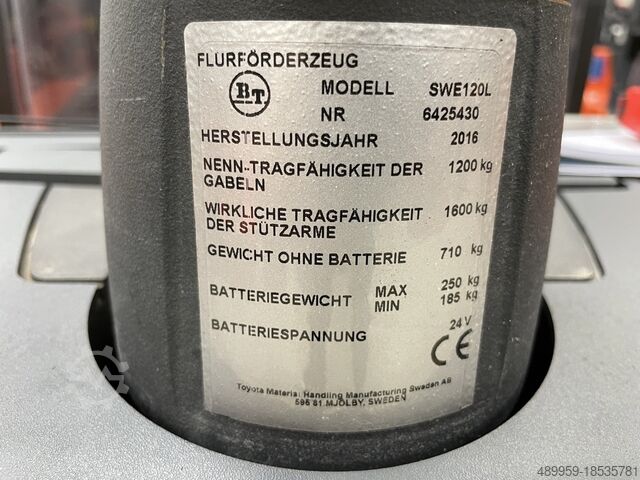 FLURFÖRDERZEUG
BT
MODELL SWE120L
NR 6425430
HERSTELLUNGSJAHR 2016
NENN-TRAGFÄHIGKEIT DER GABELN 1200 kg
WIRKLICHE TRAGFÄHIGKEIT DER STÜTZARME 1600 kg
GEWICHT OHNE BATTERIE 710 kg
BATTERIEGEWICHT MAX 250 kg
MIN 185 kg
BATTERIESPANNUNG 24 V
CE
Toyota Material Handling Manufacturing Sweden AB
595 81 MJÖLBY, SWEDEN
489959-18535781